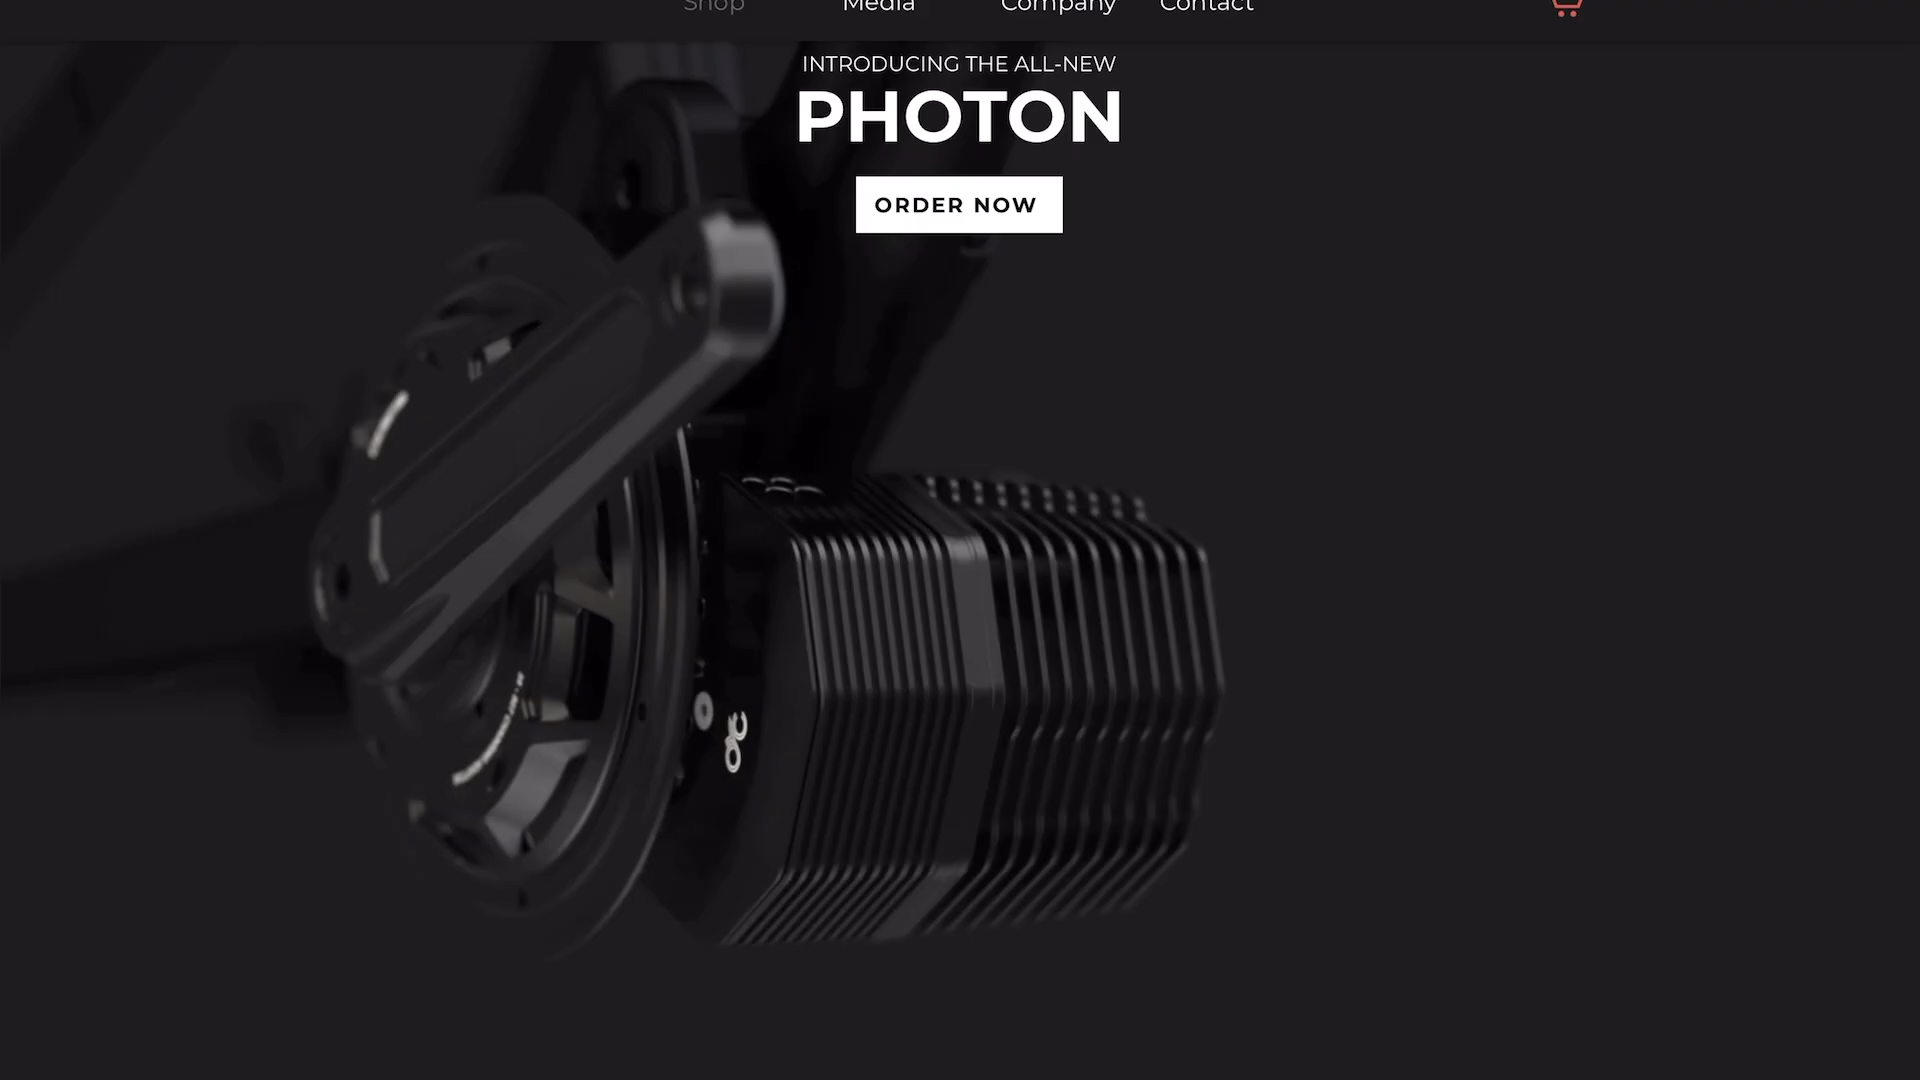 Shop Media Company Contact
INTRODUCING THE ALL-NEW
PHOTON
ORDER NOW